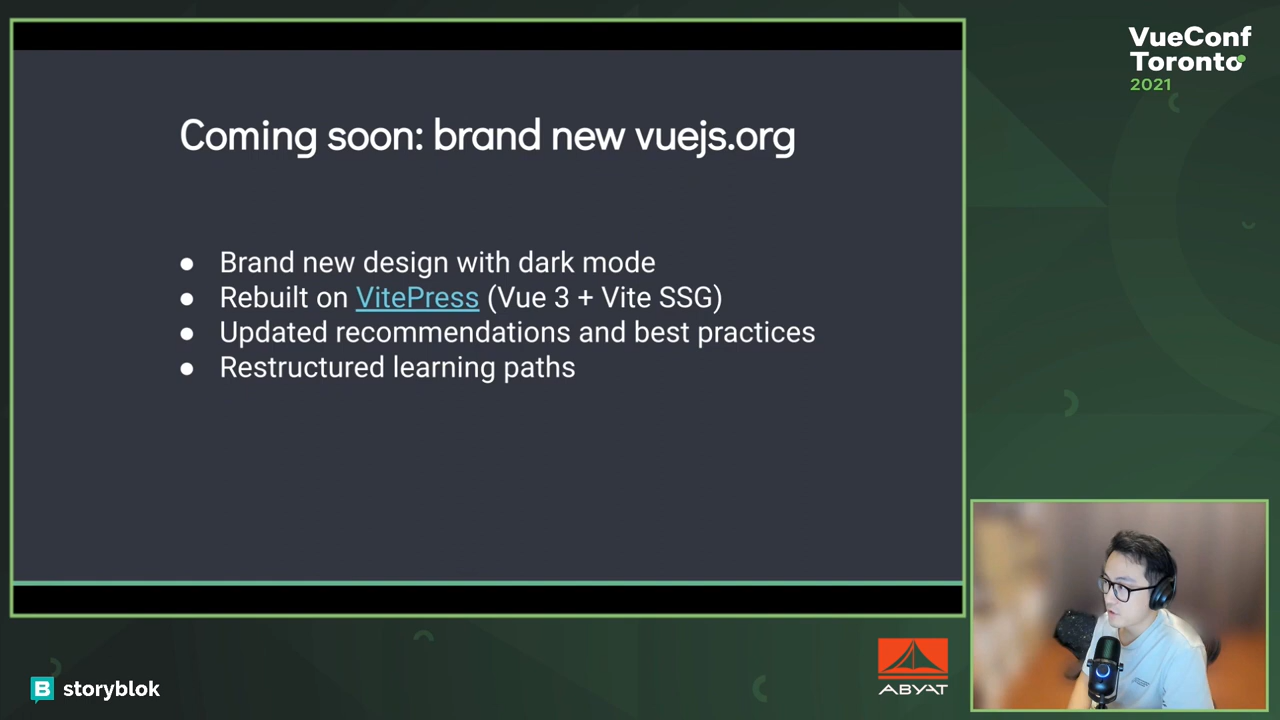 Coming soon: brand new vuejs.org
● Brand new design with dark mode
● Rebuilt on VitePress (Vue 3 + Vite SSG)
● Updated recommendations and best practices
● Restructured learning paths
VueConf
Toronto
2021
B storyblok
ABYAT